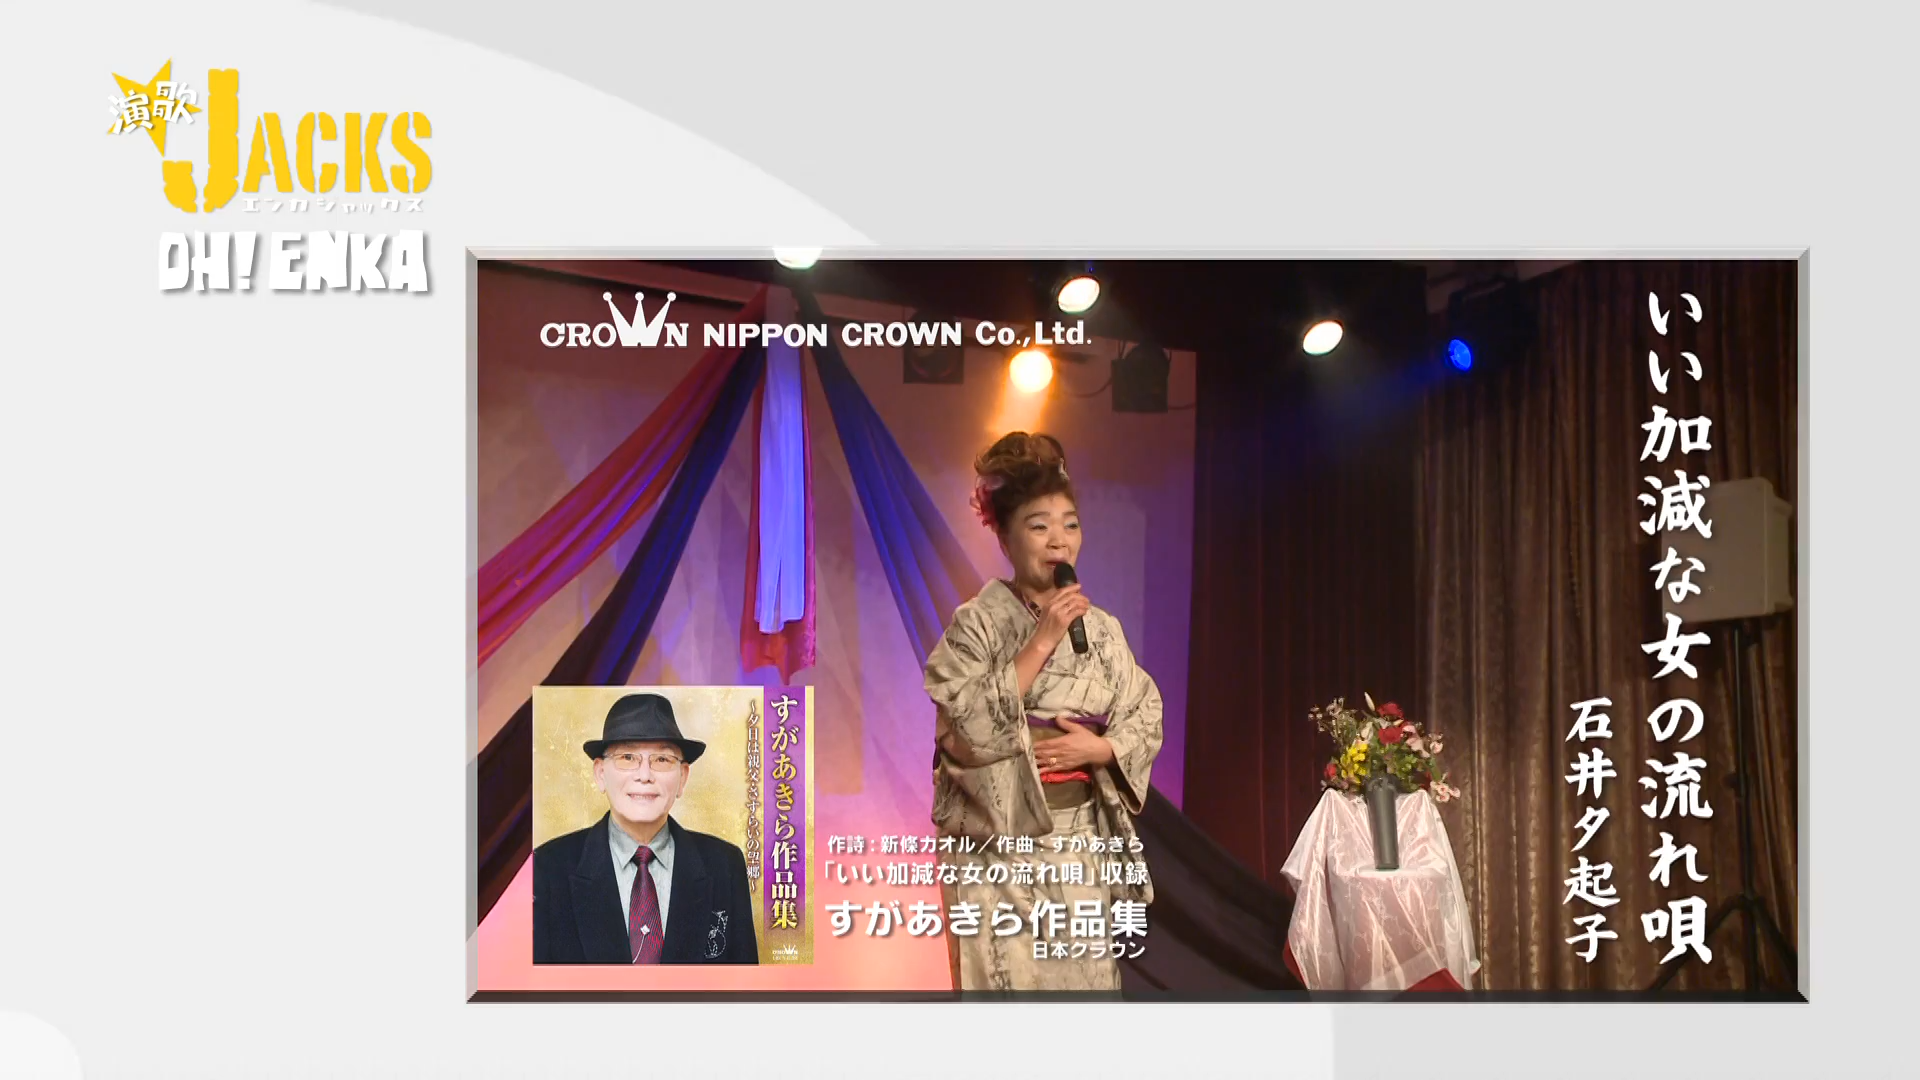 演歌
JACKS
エンカジャックス
OH! ENKA
CROWN NIPPON CROWN Co.,Ltd.
いい加減な女の流れ唄
石井夕起子
すがあきら作品集
~夕日は親父・さすらいの望郷~
CROWN
作詩:新條カオル/作曲:すがあきら
「いい加減な女の流れ唄」収録
すがあきら作品集
日本クラウン